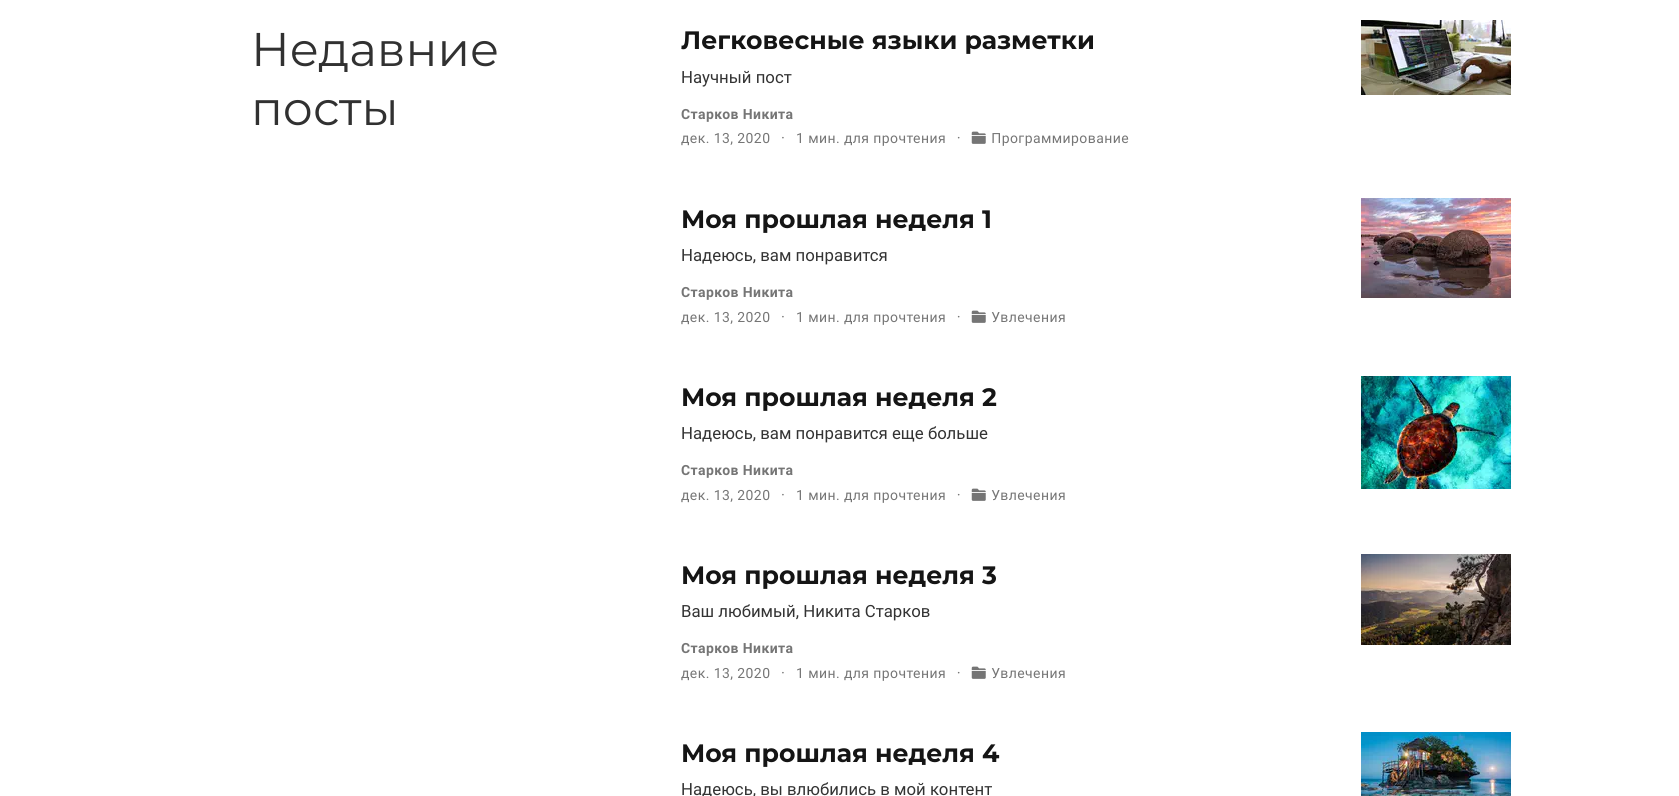 Недавние
посты
Легковесные языки разметки
Научный пост
Старков Никита
дек. 13, 2020 · 1 мин. для прочтения · Программирование
Моя прошлая неделя 1
Надеюсь, вам понравится
Старков Никита
дек. 13, 2020 · 1 мин. для прочтения · Увлечения
Моя прошлая неделя 2
Надеюсь, вам понравится еще больше
Старков Никита
дек. 13, 2020 · 1 мин. для прочтения · Увлечения
Моя прошлая неделя 3
Ваш любимый, Никита Старков
Старков Никита
дек. 13, 2020 · 1 мин. для прочтения · Увлечения
Моя прошлая неделя 4
Надеюсь, вы влюбились в мой контент